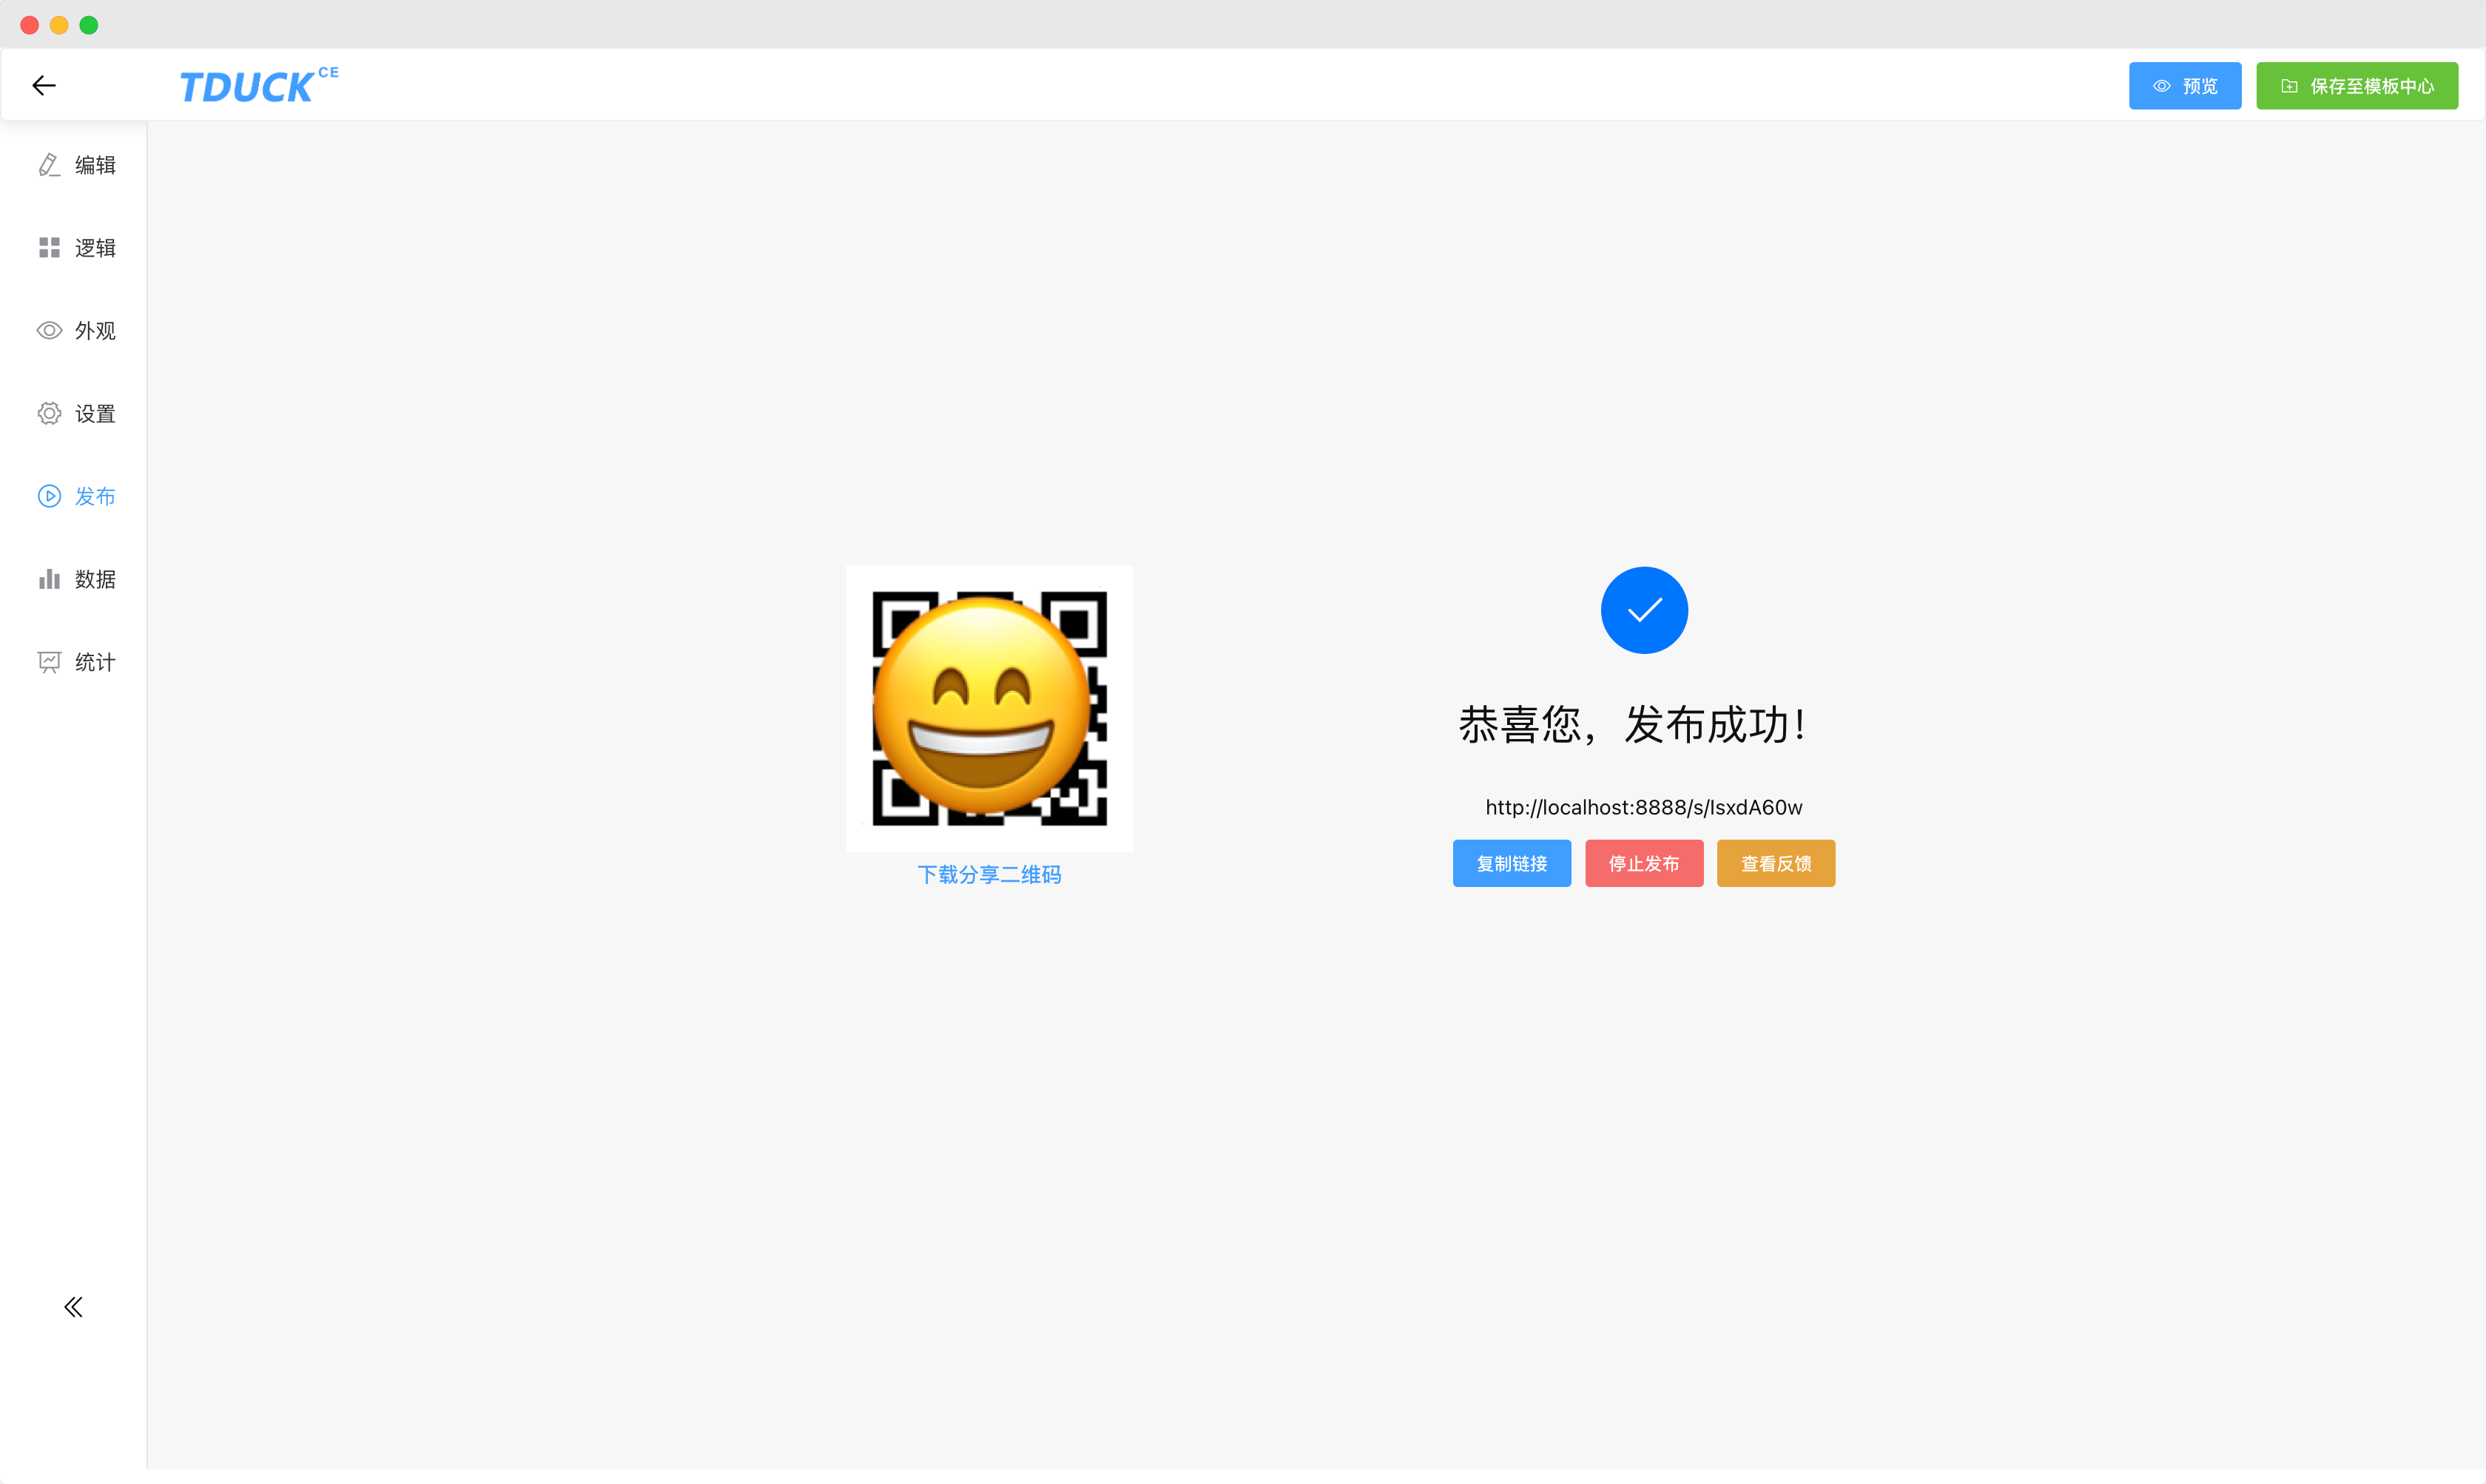 TDUCK CE
预览
保存至模板中心
编辑
逻辑
外观
设置
发布
数据
统计
下载分享二维码
恭喜您，发布成功！
http://localhost:8888/s/IsxdA60w
复制链接
停止发布
查看反馈